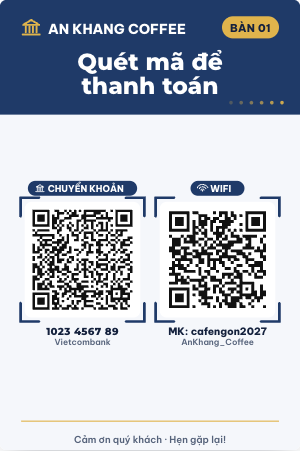 AN KHANG COFFEE
BÀN 01
Quét mã để
thanh toán
CHUYỂN KHOẢN
WIFI
1023 4567 89
Vietcombank
MK: cafengon2027
AnKhang_Coffee
Cảm ơn quý khách · Hẹn gặp lại!